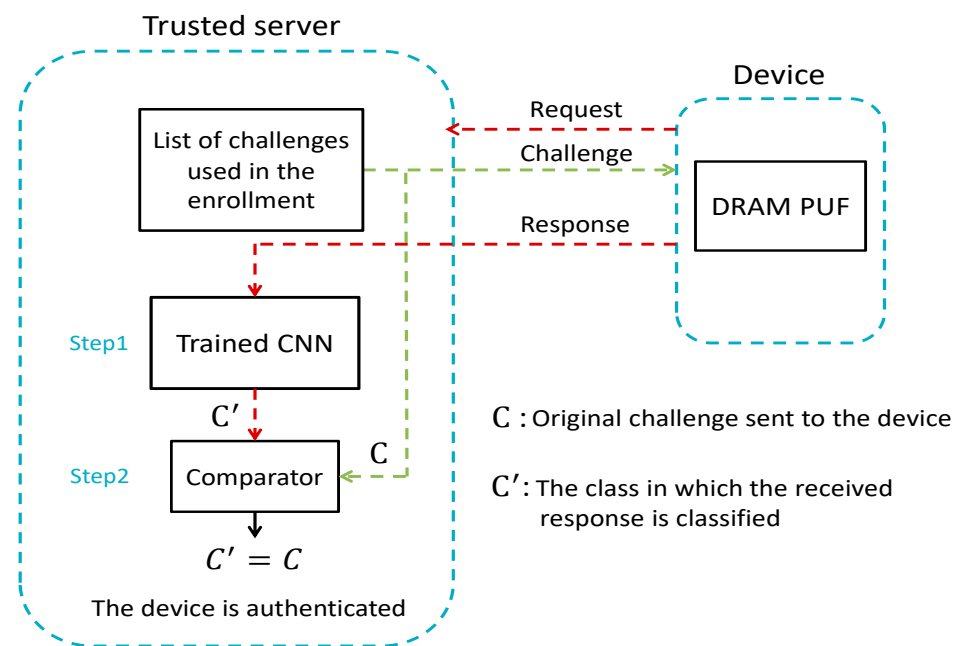 Trusted server
Device
List of challenges
used in the
enrollment
Request
Challenge
Response
DRAM PUF
Step1
Trained CNN
C′
C
Step2
Comparator
C′ = C
The device is authenticated
C : Original challenge sent to the device
C′: The class in which the received
response is classified